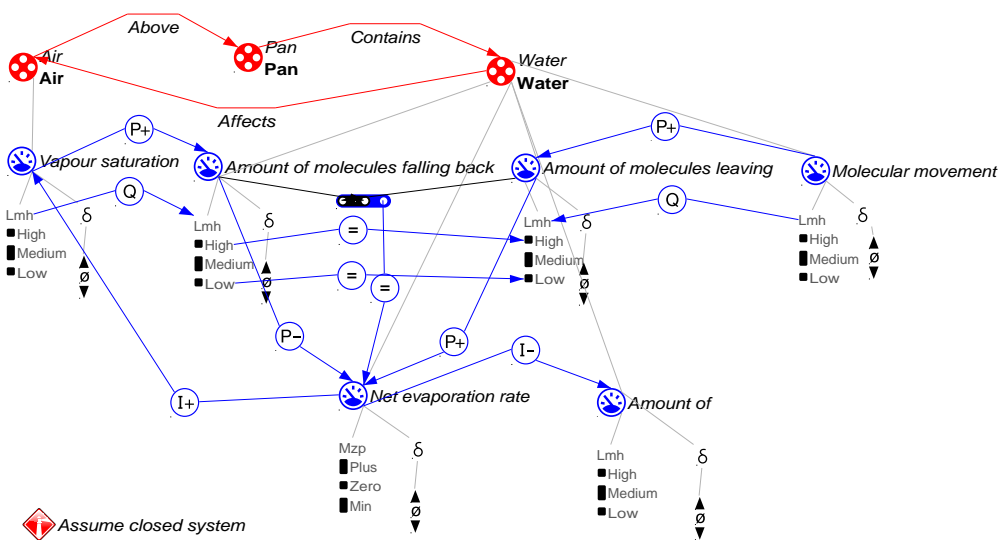 Above
Contains
Affects
Air
Air
Pan
Pan
Water
Water
P+
P+
Vapour saturation
Amount of molecules falling back
Amount of molecules leaving
Molecular movement
Q
Q
Lmh
High
Medium
Low
δ
ø
Lmh
High
Medium
Low
δ
ø
Lmh
High
Medium
Low
δ
ø
Lmh
High
Medium
Low
δ
ø
=
=
=
P-
P+
I-
I+
Net evaporation rate
Amount of
Mzp
Plus
Zero
Min
δ
ø
Lmh
High
Medium
Low
δ
ø
Assume closed system